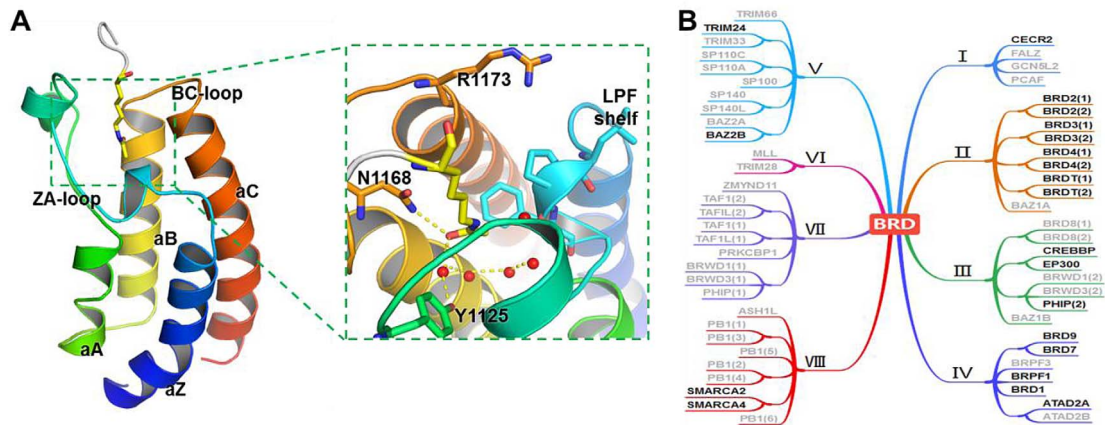 A
BC-loop
ZA-loop
aC
aB
aA
aZ
R1173
LPF
shelf
N1168
Y1125
B
BRD
I
CECR2
FALZ
GCN5L2
PCAF
II
BRD2(1)
BRD2(2)
BRD3(1)
BRD3(2)
BRD4(1)
BRD4(2)
BRDT(1)
BRDT(2)
BAZ1A
III
BRD8(1)
BRD8(2)
CREBBP
EP300
BRWD1(2)
BRWD3(2)
PHIP(2)
BAZ1B
IV
BRD9
BRD7
BRPF3
BRPF1
BRD1
ATAD2A
ATAD2B
V
TRIM66
TRIM24
TRIM33
SP110C
SP110A
SP100
SP140
SP140L
BAZ2A
BAZ2B
VI
MLL
TRIM28
VII
ZMYND11
TAF1(2)
TAFIL(2)
TAF1(1)
TAF1L(1)
PRKCBP1
BRWD1(1)
BRWD3(1)
PHIP(1)
VIII
ASH1L
PB1(1)
PB1(3)
PB1(5)
PB1(2)
PB1(4)
SMARCA2
SMARCA4
PB1(6)